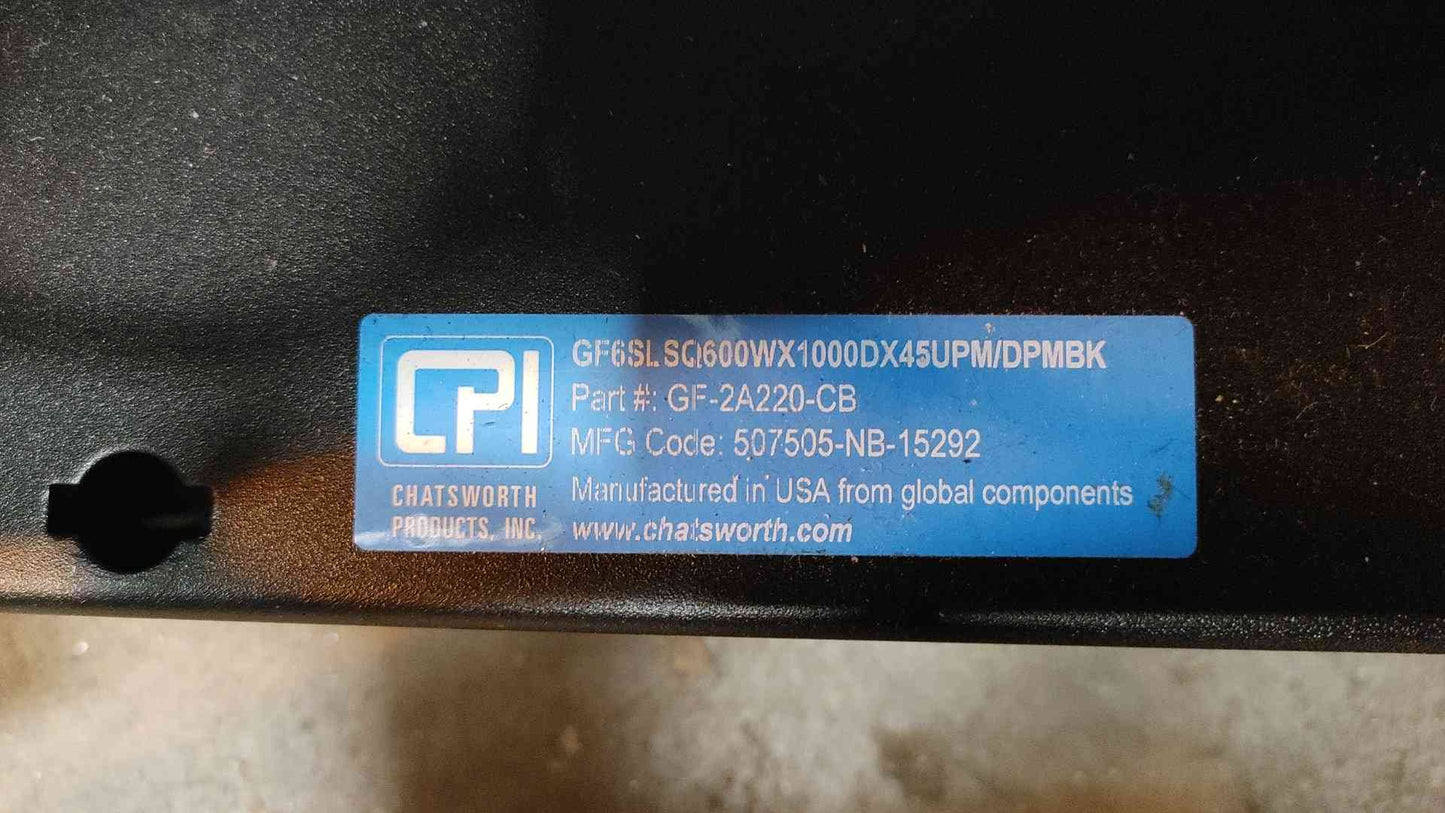 CPI
CHATSWORTH
PRODUCTS, INC.
GF6SLSQ600WX1000DX45UPM/DPMBK
Part #: GF-2A220-CB
MFG Code: 507505-NB-15292
Manufactured in USA from global components
www.chatsworth.com